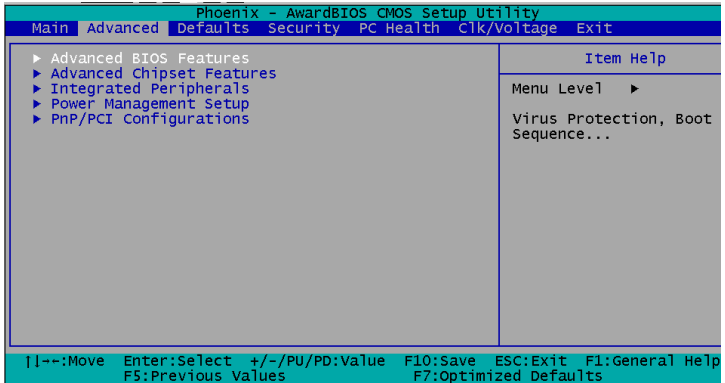 Phoenix - AwardBIOS CMOS Setup Utility
Main Advanced Defaults Security PC Health Clk/Voltage Exit
▶ Advanced BIOS Features
▶ Advanced Chipset Features
▶ Integrated Peripherals
▶ Power Management Setup
▶ PnP/PCI Configurations
Item Help
Menu Level ▶
Virus Protection, Boot
Sequence...
↑↓→←:Move Enter:Select +/-/PU/PD:Value F10:Save ESC:Exit F1:General Help
F5:Previous Values F7:Optimized Defaults